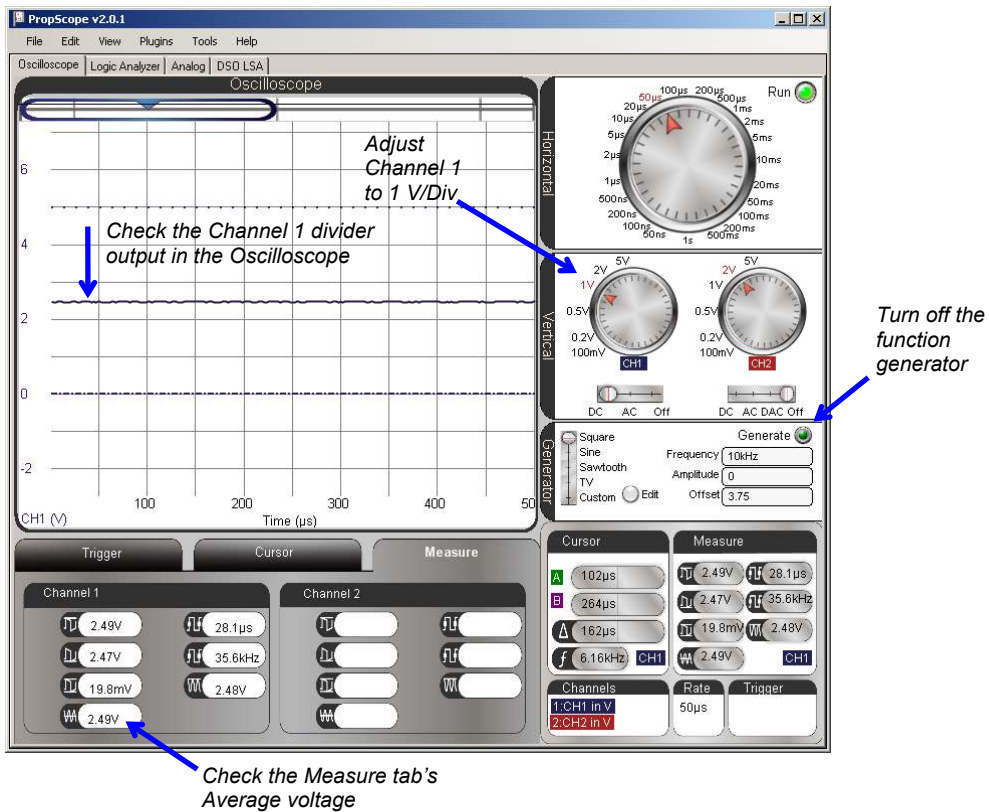 PropScope v2.0.1
File Edit View Plugins Tools Help
Oscilloscope Logic Analyzer Analog DSO LSA
Oscilloscope
6
4
2
0
-2
100 200 300 400 50
CH1 (V)
Time (µs)
Adjust
Channel 1
to 1 V/Div
Check the Channel 1 divider
output in the Oscilloscope
Horizontal
Run
50ns
100ns
200ns
500ns
1µs
2µs
5µs
10µs
20µs
50µs
100µs
200µs
500µs
1ms
2ms
5ms
10ms
20ms
50ms
100ms
200ms
500ms
1s
Vertical
5V
2V
1V
0.5V
0.2V
100mV
CH1
DC AC Off
5V
2V
1V
0.5V
0.2V
100mV
CH2
DC AC DAC Off
Turn off the
function
generator
Generator
Square
Sine
Sawtooth
TV
Custom
Edit
Generate
Frequency 10kHz
Amplitude 0
Offset 3.75
Trigger Cursor Measure
Channel 1
2.49V 28.1µs
2.47V 35.6kHz
19.8mV 2.48V
2.49V
Channel 2
Cursor
A 102µs
B 264µs
Δ 162µs
f 6.16kHz CH1
Measure
2.49V 28.1µs
2.47V 35.6kHz
19.8mV 2.48V
2.49V CH1
Channels
1:CH1 in V
2:CH2 in V
Rate
50µs
Trigger
Check the Measure tab's
Average voltage